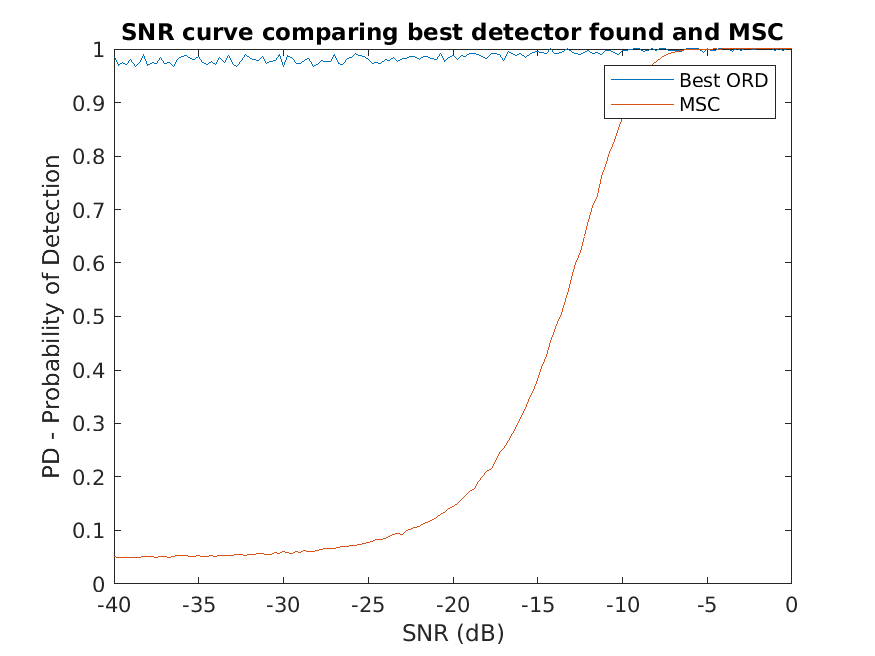 SNR curve comparing best detector found and MSC
1
0.9
0.8
0.7
0.6
0.5
0.4
0.3
0.2
0.1
0
PD - Probability of Detection
Best ORD
MSC
-40 -35 -30 -25 -20 -15 -10 -5 0
SNR (dB)